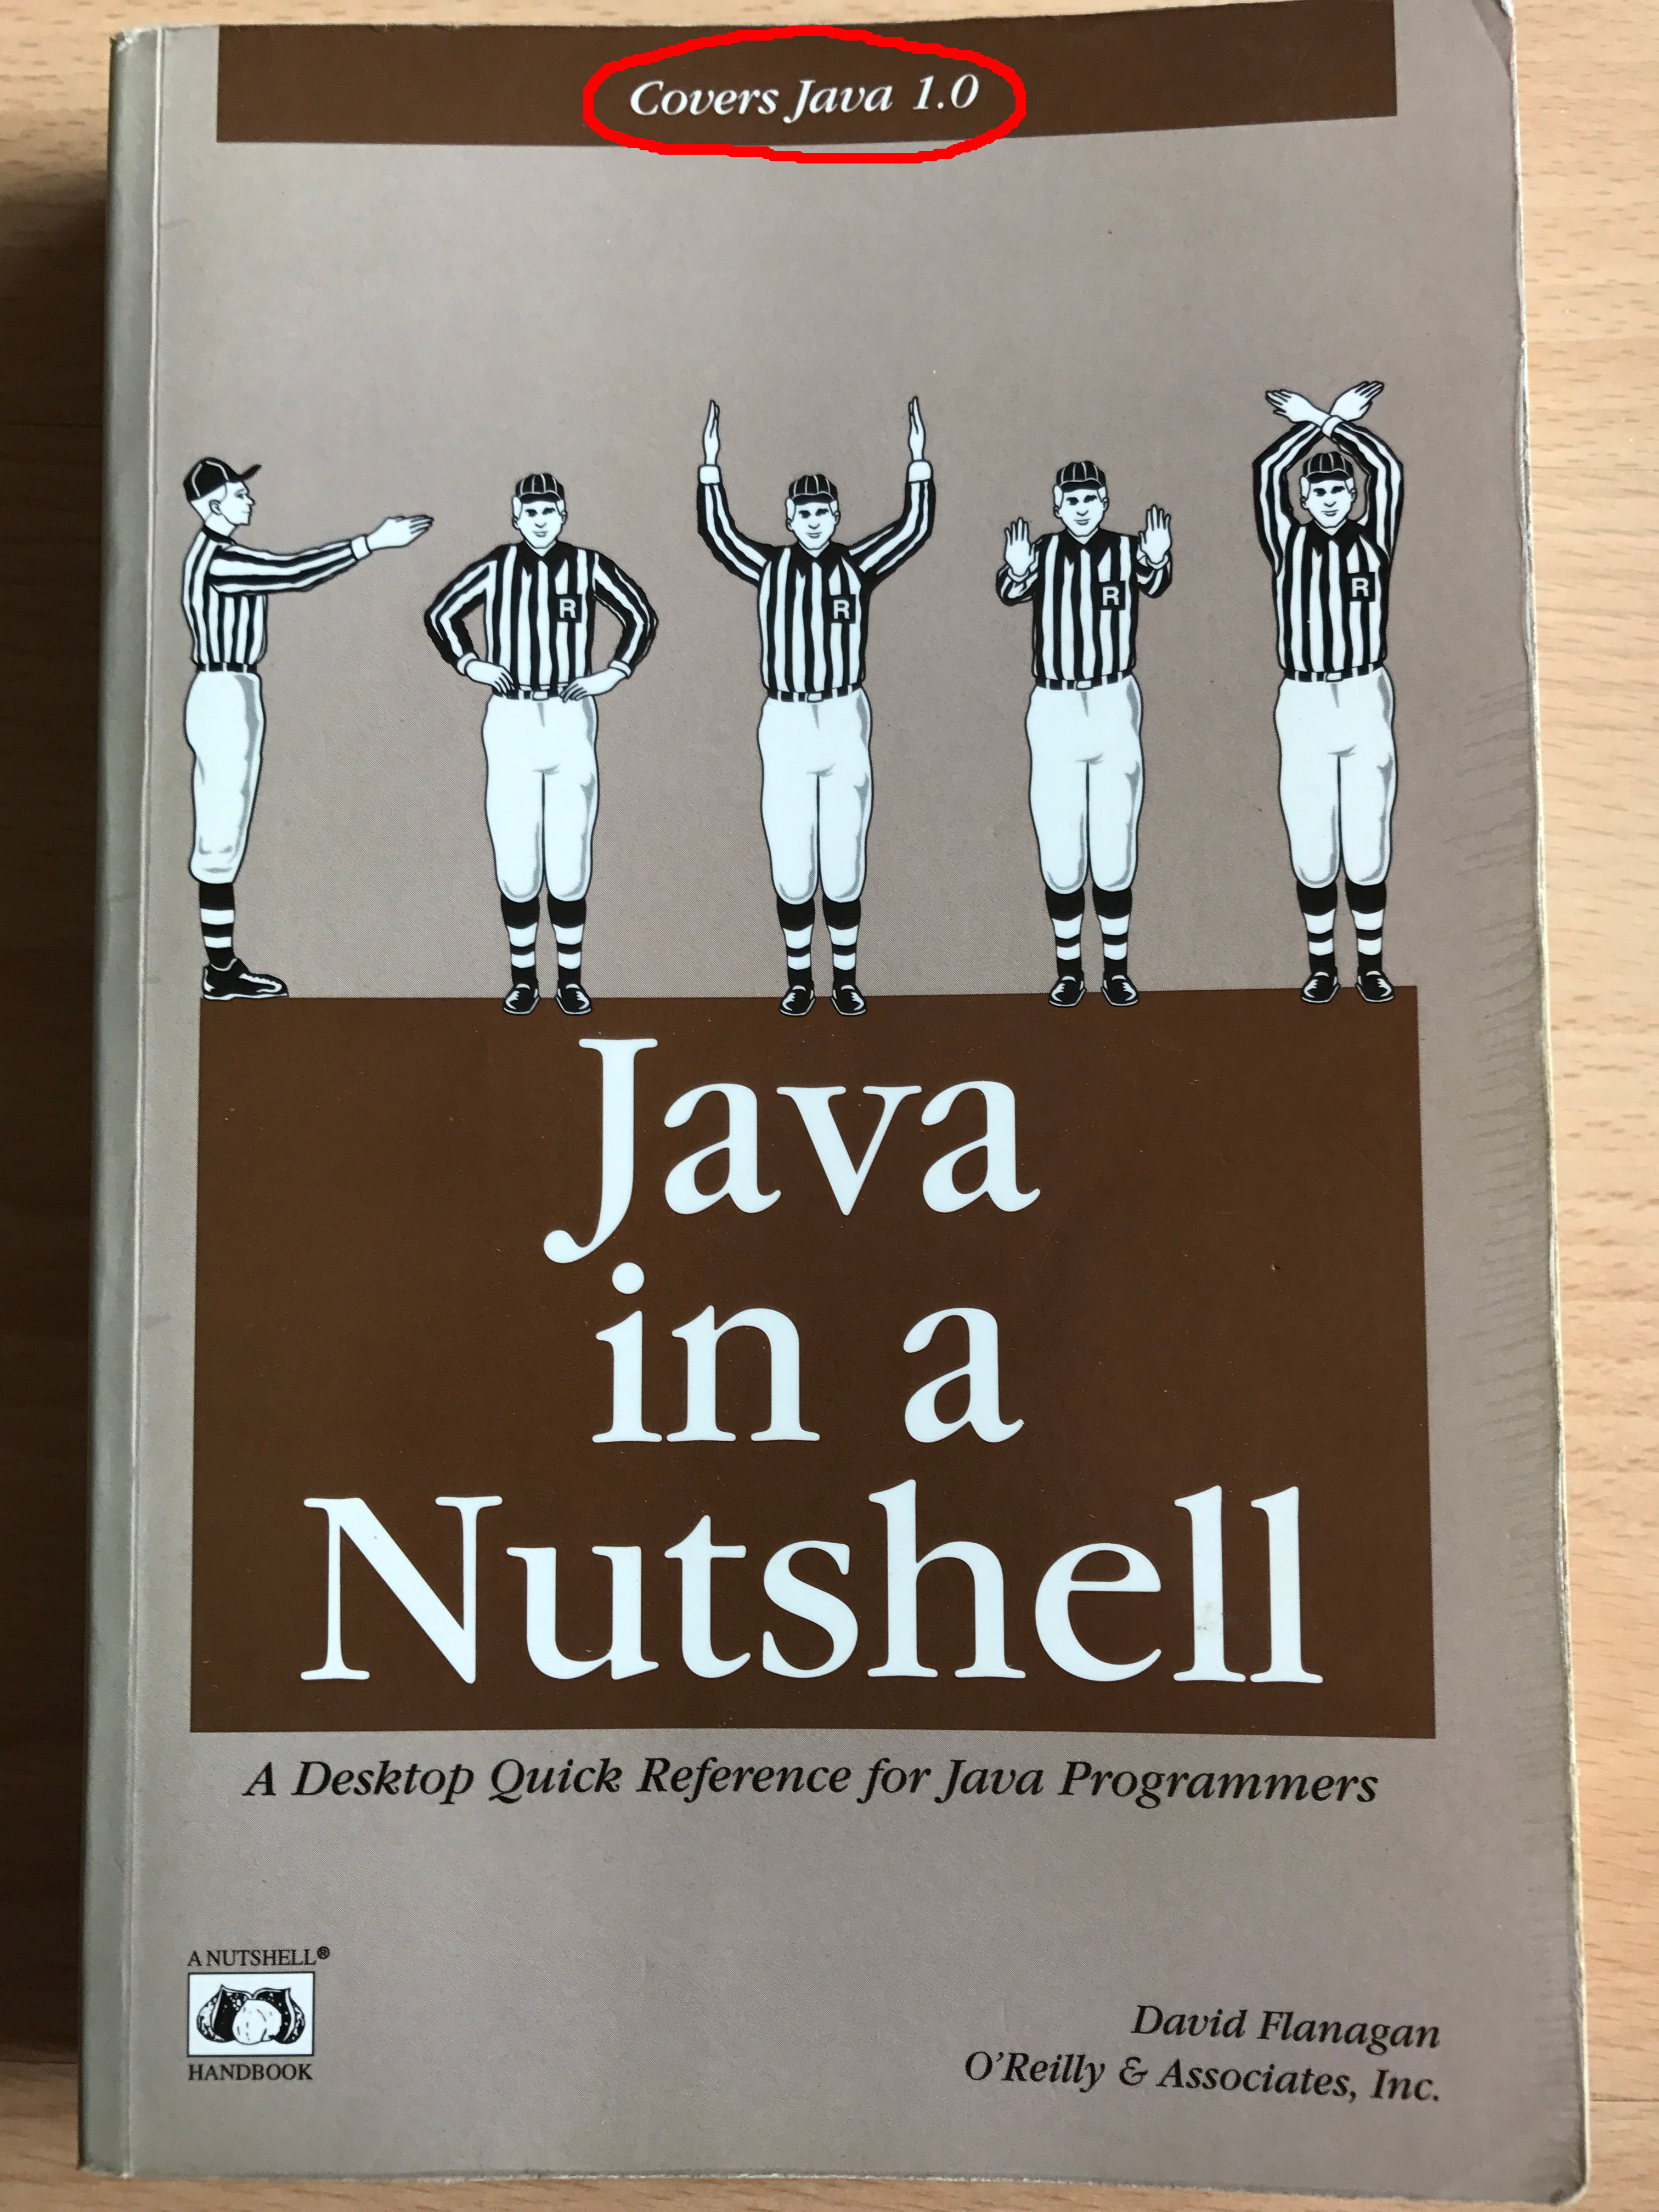 Covers Java 1.0
R
R
R
R
Java
in a
Nutshell
A Desktop Quick Reference for Java Programmers
A NUTSHELL®
HANDBOOK
David Flanagan
O'Reilly & Associates, Inc.